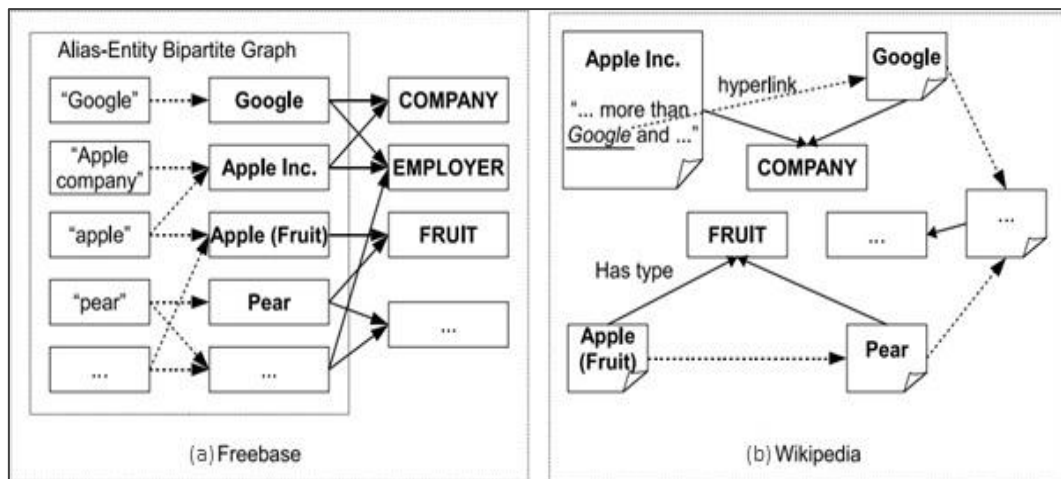 Alias-Entity Bipartite Graph
“Google”
Google
COMPANY
“Apple
company”
Apple Inc.
EMPLOYER
“apple”
Apple (Fruit)
FRUIT
“pear”
Pear
...
...
...
(a) Freebase
Apple Inc.
“... more than
Google and ...”
hyperlink
Google
COMPANY
FRUIT
...
...
Has type
Apple
(Fruit)
Pear
(b) Wikipedia